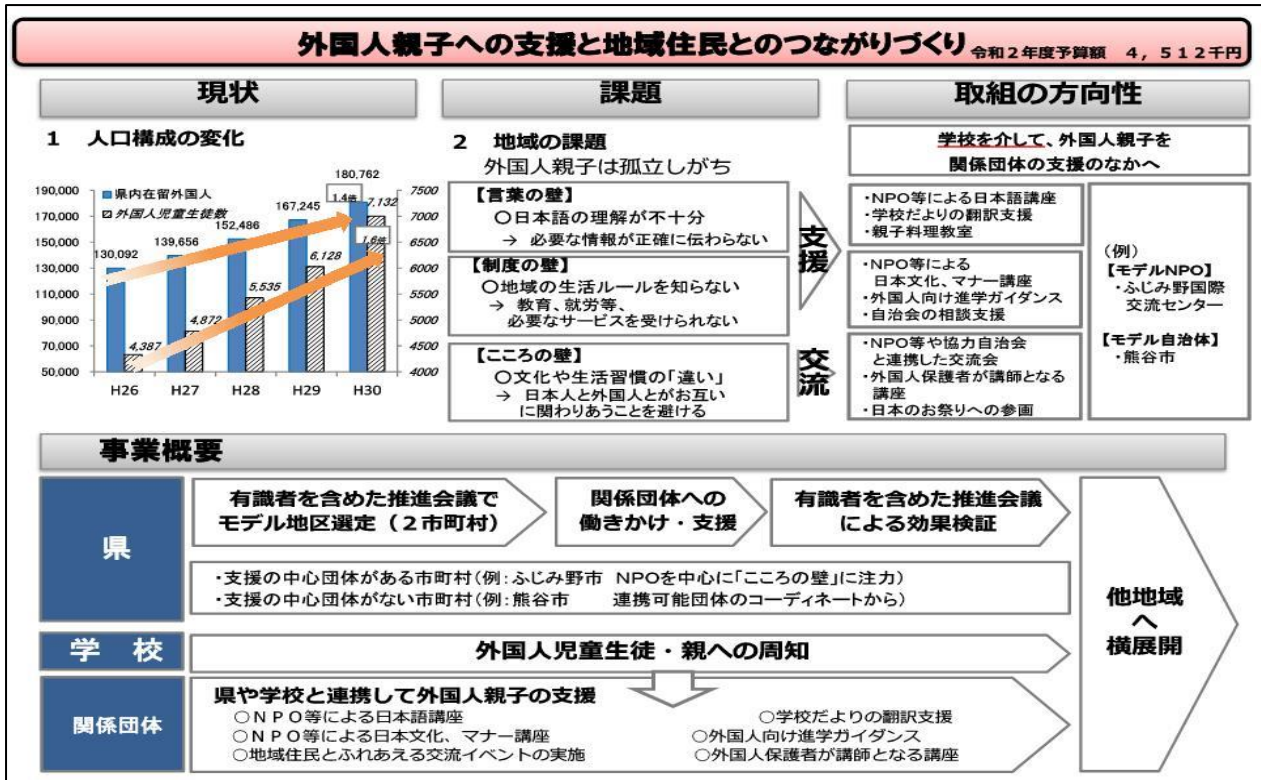 外国人親子への支援と地域住民とのつながりづくり 令和2年度予算額 4,512千円
現状
1 人口構成の変化
190,000
170,000
150,000
130,000
110,000
90,000
70,000
50,000
県内在留外国人
外国人児童生徒数
130,092
139,656
152,486
167,245
180,762
4,387
4,872
5,535
6,128
7,132
1.4倍
1.6倍
7500
7000
6500
6000
5500
5000
4500
4000
H26 H27 H28 H29 H30
課題
2 地域の課題
外国人親子は孤立しがち
【言葉の壁】
○日本語の理解が不十分
→ 必要な情報が正確に伝わらない
【制度の壁】
○地域の生活ルールを知らない
→ 教育、就労等、
必要なサービスを受けられない
【こころの壁】
○文化や生活習慣の「違い」
→ 日本人と外国人とがお互い
に関わりあうことを避ける
支援
交流
取組の方向性
学校を介して、外国人親子を
関係団体の支援のなかへ
・NPO等による日本語講座
・学校だよりの翻訳支援
・親子料理教室
・NPO等による
日本文化、マナー講座
・外国人向け進学ガイダンス
・自治会の相談支援
・NPO等や協力自治会
と連携した交流会
・外国人保護者が講師となる
講座
・日本のお祭りへの参画
(例)
【モデルNPO】
・ふじみ野国際
交流センター
【モデル自治体】
・熊谷市
事業概要
県
有識者を含めた推進会議で
モデル地区選定(2市町村)
関係団体への
働きかけ・支援
有識者を含めた推進会議
による効果検証
・支援の中心団体がある市町村(例:ふじみ野市 NPOを中心に「こころの壁」に注力)
・支援の中心団体がない市町村(例:熊谷市 連携可能団体のコーディネートから)
学校
外国人児童生徒・親への周知
関係団体
県や学校と連携して外国人親子の支援
○NPO等による日本語講座
○NPO等による日本文化、マナー講座
○地域住民とふれあえる交流イベントの実施
○学校だよりの翻訳支援
○外国人向け進学ガイダンス
○外国人保護者が講師となる講座
他地域
へ
横展開